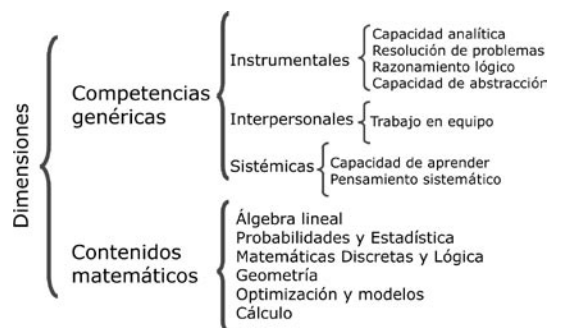 Dimensiones
Competencias
genéricas
Instrumentales
Capacidad analítica
Resolución de problemas
Razonamiento lógico
Capacidad de abstracción
Interpersonales
Trabajo en equipo
Sistémicas
Capacidad de aprender
Pensamiento sistemático
Contenidos
matemáticos
Álgebra lineal
Probabilidades y Estadística
Matemáticas Discretas y Lógica
Geometría
Optimización y modelos
Cálculo